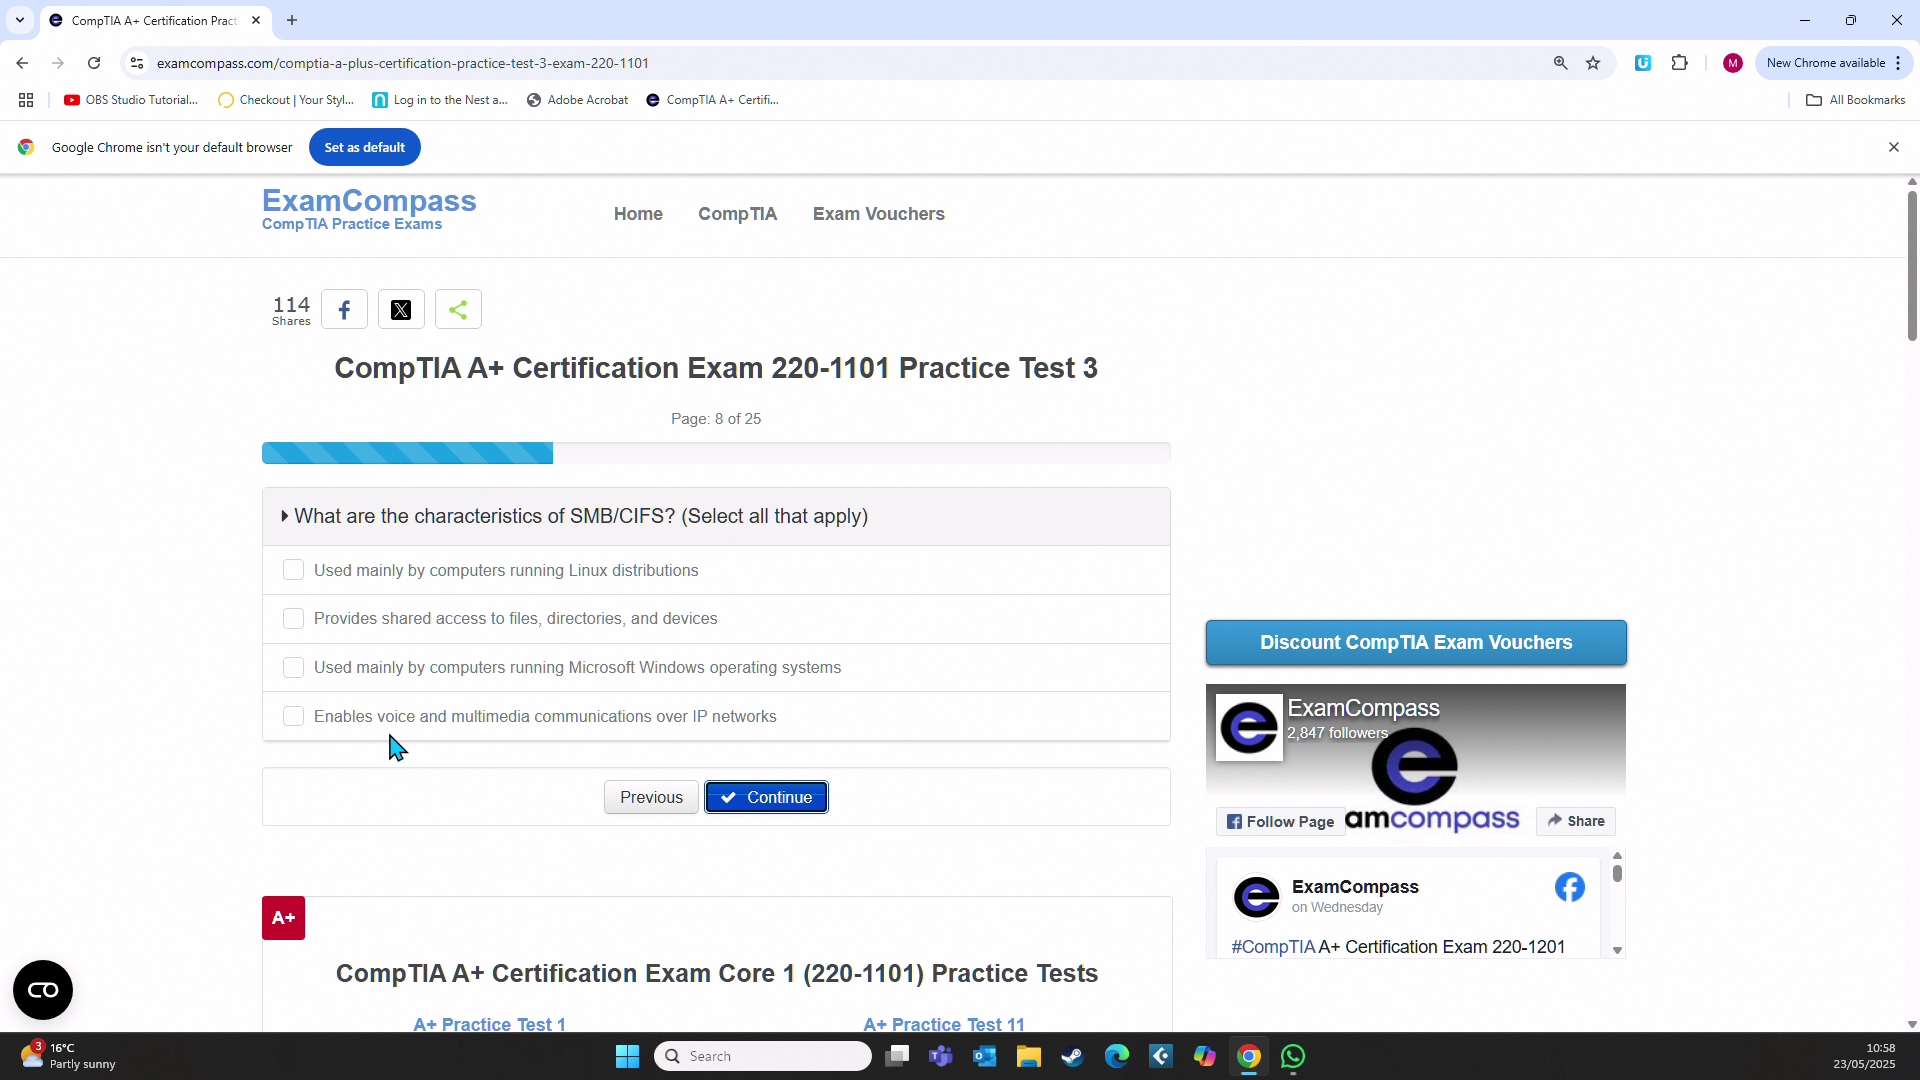 CompTIA A+ Certification Pract
examcompass.com/comptia-a-plus-certification-practice-test-3-exam-220-1101
M
New Chrome available
OBS Studio Tutorial...
Checkout | Your Styl...
Log in to the Nest a...
Adobe Acrobat
CompTIA A+ Certifi...
All Bookmarks
Google Chrome isn't your default browser
Set as default
ExamCompass
CompTIA Practice Exams
Home
CompTIA
Exam Vouchers
114
Shares
CompTIA A+ Certification Exam 220-1101 Practice Test 3
Page: 8 of 25
What are the characteristics of SMB/CIFS? (Select all that apply)
Used mainly by computers running Linux distributions
Provides shared access to files, directories, and devices
Used mainly by computers running Microsoft Windows operating systems
Enables voice and multimedia communications over IP networks
Previous
Continue
Discount CompTIA Exam Vouchers
ExamCompass
2,847 followers
Follow Page
amcompass
Share
ExamCompass
on Wednesday
#CompTIA A+ Certification Exam 220-1201
A+
CompTIA A+ Certification Exam Core 1 (220-1101) Practice Tests
A+ Practice Test 1
A+ Practice Test 11
3
16°C
Partly sunny
Search
10:58
23/05/2025